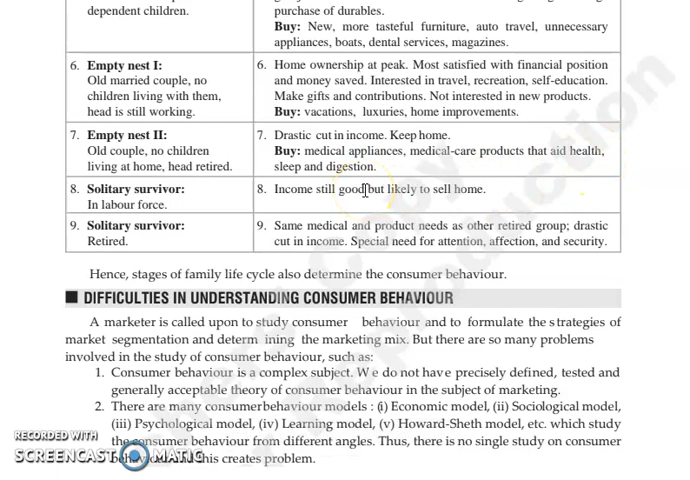 dependent children.
purchase of durables.
Buy: New, more tasteful furniture, auto travel, unnecessary
appliances, boats, dental services, magazines.
6. Empty nest I:
Old married couple, no
children living with them,
head is still working.
6. Home ownership at peak. Most satisfied with financial position
and money saved. Interested in travel, recreation, self-education.
Make gifts and contributions. Not interested in new products.
Buy: vacations, luxuries, home improvements.
7. Empty nest II:
Old couple, no children
living at home, head retired.
7. Drastic cut in income. Keep home.
Buy: medical appliances, medical-care products that aid health,
sleep and digestion.
8. Solitary survivor:
In labour force.
8. Income still good but likely to sell home.
9. Solitary survivor:
Retired.
9. Same medical and product needs as other retired group; drastic
cut in income. Special need for attention, affection, and security.
Hence, stages of family life cycle also determine the consumer behaviour.
DIFFICULTIES IN UNDERSTANDING CONSUMER BEHAVIOUR
A marketer is called upon to study consumer behaviour and to formulate the strategies of
market segmentation and determ ining the marketing mix. But there are so many problems
involved in the study of consumer behaviour, such as:
1. Consumer behaviour is a complex subject. We do not have precisely defined, tested and
generally acceptable theory of consumer behaviour in the subject of marketing.
2. There are many consumer behaviour models : (i) Economic model, (ii) Sociological model,
(iii) Psychological model, (iv) Learning model, (v) Howard-Sheth model, etc. which study
the consumer behaviour from different angles. Thus, there is no single study on consumer
this creates problem.
RECORDED WITH
SCREENCAST MATIC